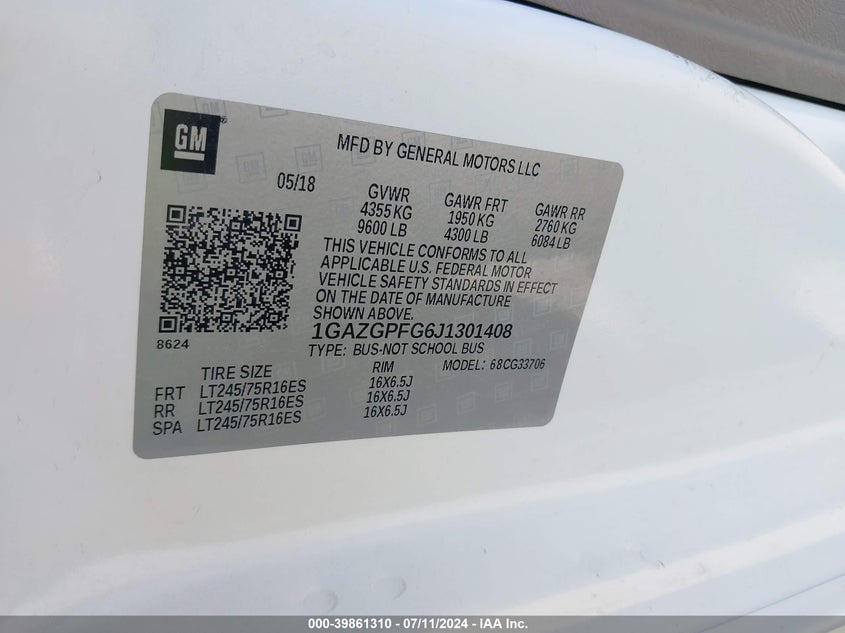 GM
MFD BY GENERAL MOTORS LLC
05/18
GVWR GAWR FRT GAWR RR
4355 KG 1950 KG 2760 KG
9600 LB 4300 LB 6084 LB
THIS VEHICLE CONFORMS TO ALL
APPLICABLE U.S. FEDERAL MOTOR
VEHICLE SAFETY STANDARDS IN EFFECT
ON THE DATE OF MANUFACTURE
SHOWN ABOVE.
1GAZGPFG6J1301408
8624
TYPE: BUS-NOT SCHOOL BUS
MODEL: 68CG33706
TIRE SIZE RIM
FRT LT245/75R16ES 16X6.5J
RR LT245/75R16ES 16X6.5J
SPA LT245/75R16ES 16X6.5J
000-39861310 - 07/11/2024 - IAA Inc.